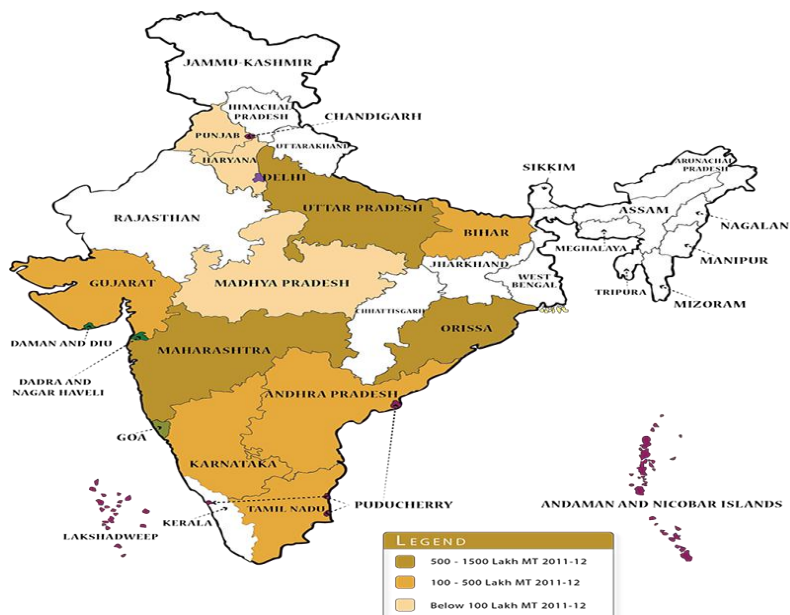 JAMMU-KASHMIR
HIMACHAL
PRADESH
CHANDIGARH
PUNJAB
UTTARAKHAND
HARYANA
DELHI
SIKKIM
ARUNACHAL
PRADESH
RAJASTHAN
UTTAR PRADESH
ASSAM
NAGALAN
BIHAR
MEGHALAYA
MANIPUR
JHARKHAND
GUJARAT
MADHYA PRADESH
WEST
BENGAL
TRIPURA
MIZORAM
CHHATTISGARH
ORISSA
DAMAN AND DIU
MAHARASHTRA
DADRA AND
NAGAR HAVELI
ANDHRA PRADESH
GOA
KARNATAKA
PUDUCHERRY
ANDAMAN AND NICOBAR ISLANDS
TAMIL NADU
KERALA
LAKSHADWEEP
LEGEND
500 - 1500 Lakh MT 2011-12
100 - 500 Lakh MT 2011-12
Below 100 Lakh MT 2011-12